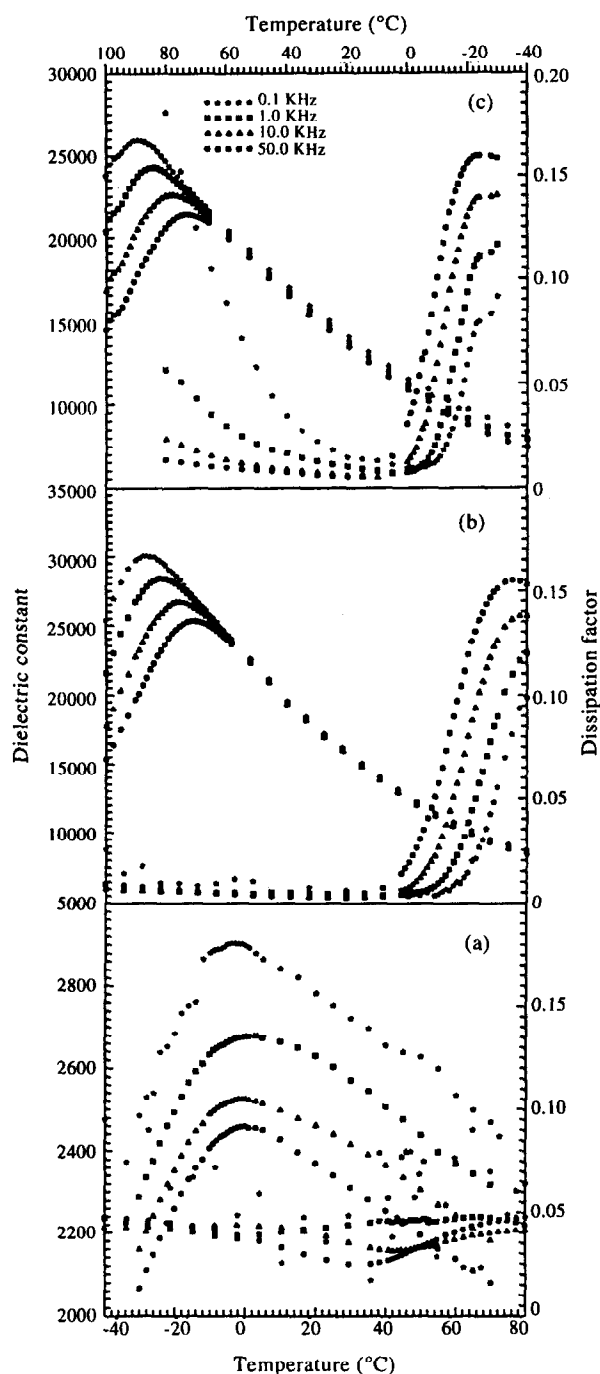 Temperature (°C)
100 80 60 40 20 0 -20 -40
30000 0.20
(c)
0.1 KHz
1.0 KHz
10.0 KHz
50.0 KHz
25000 0.15
20000 0.10
15000
0.05
10000
0
35000
(b)
30000 0.15
25000
20000 0.10
15000 0.05
10000
5000 0
Dielectric constant
Dissipation factor
(a)
2800 0.15
2600 0.10
2400
2200 0.05
2000 0
-40 -20 0 20 40 60 80
Temperature (°C)